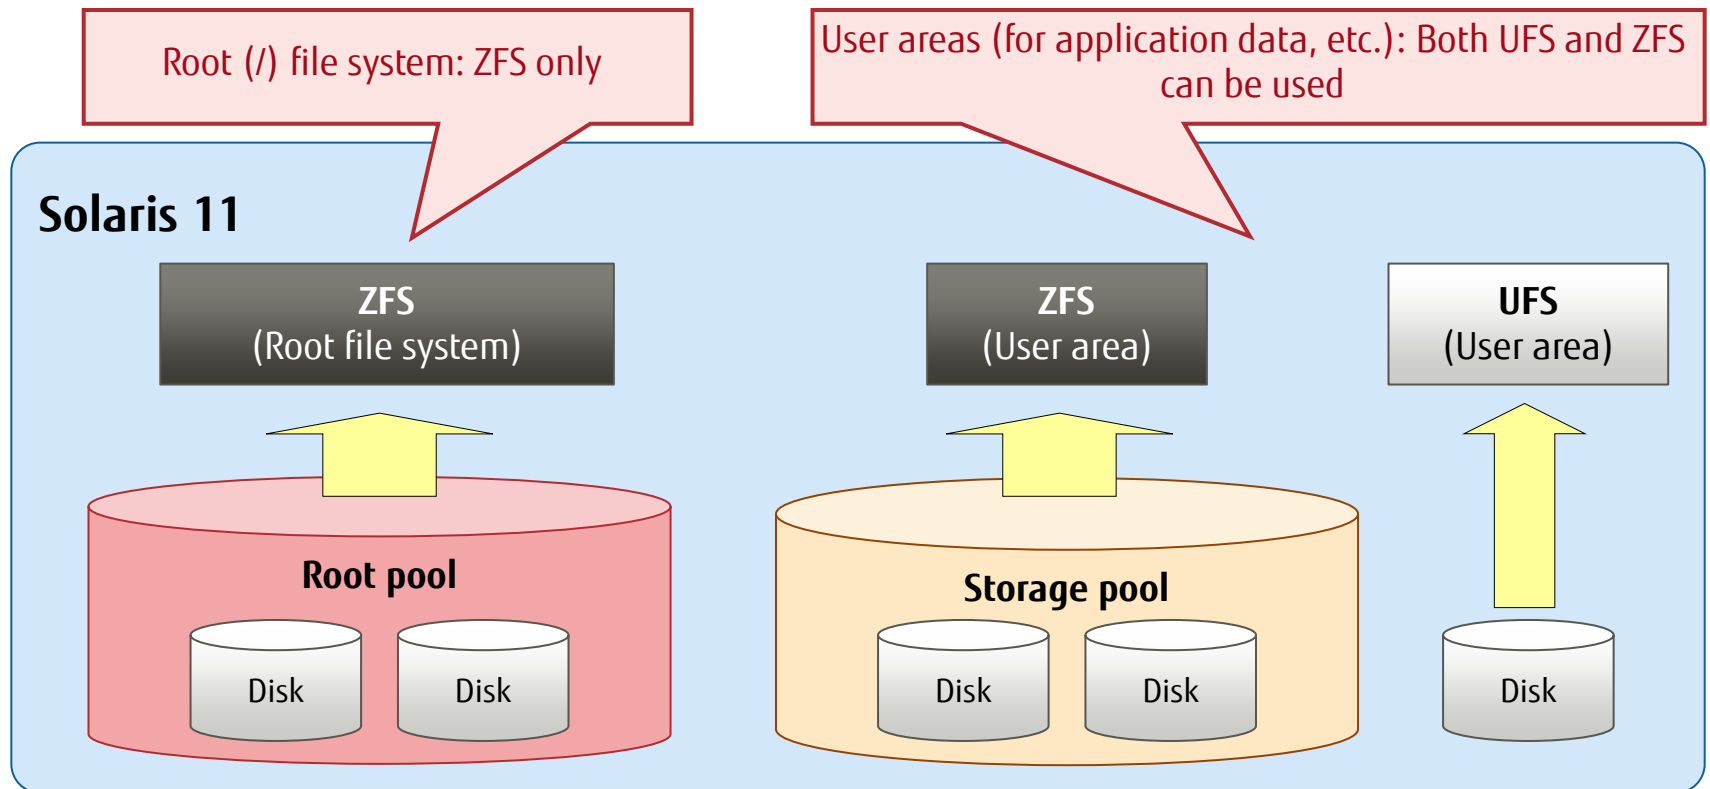 Root (/) file system: ZFS only
User areas (for application data, etc.): Both UFS and ZFS
can be used
Solaris 11
ZFS
(Root file system)
ZFS
(User area)
UFS
(User area)
Root pool
Disk
Disk
Storage pool
Disk
Disk
Disk